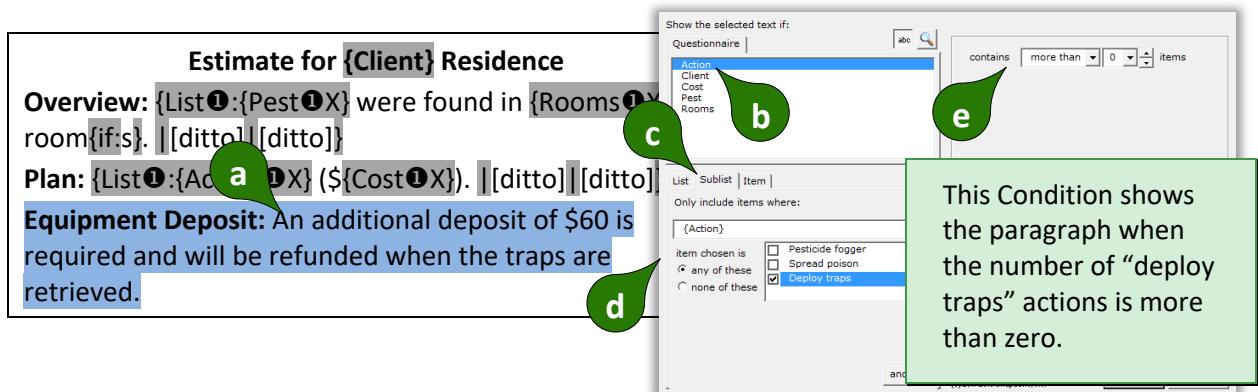 Estimate for {Client} Residence
Overview: {List❶:{Pest❶X} were found in {Rooms❶X
room{if:s}. |[ditto]|[ditto]}
Plan: {List❶:{Ac ❶X} (${Cost❶X}). |[ditto]|[ditto]}
Equipment Deposit: An additional deposit of $60 is
required and will be refunded when the traps are
retrieved.
a
Show the selected text if:
Questionnaire
abc
Action
Client
Cost
Pest
Rooms
b
c
List
Sublist
Item
Only include items where:
{Action}
item chosen is
any of these
none of these
Pesticide fogger
Spread poison
Deploy traps
d
contains more than 0 items
e
This Condition shows
the paragraph when
the number of “deploy
traps” actions is more
than zero.